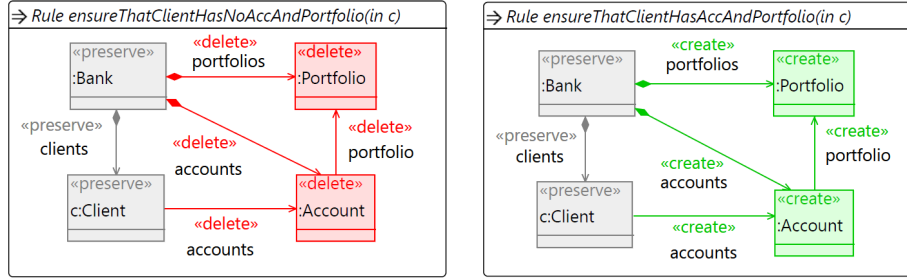 Rule ensureThatClientHasNoAccAndPortfolio(in c)
«preserve»
:Bank
«delete»
portfolios
«delete»
:Portfolio
«preserve»
clients
«delete»
accounts
«delete»
portfolio
«preserve»
c:Client
«delete»
accounts
«delete»
:Account
Rule ensureThatClientHasAccAndPortfolio(in c)
«preserve»
:Bank
«create»
portfolios
«create»
:Portfolio
«preserve»
clients
«create»
accounts
«create»
portfolio
«preserve»
c:Client
«create»
accounts
«create»
:Account